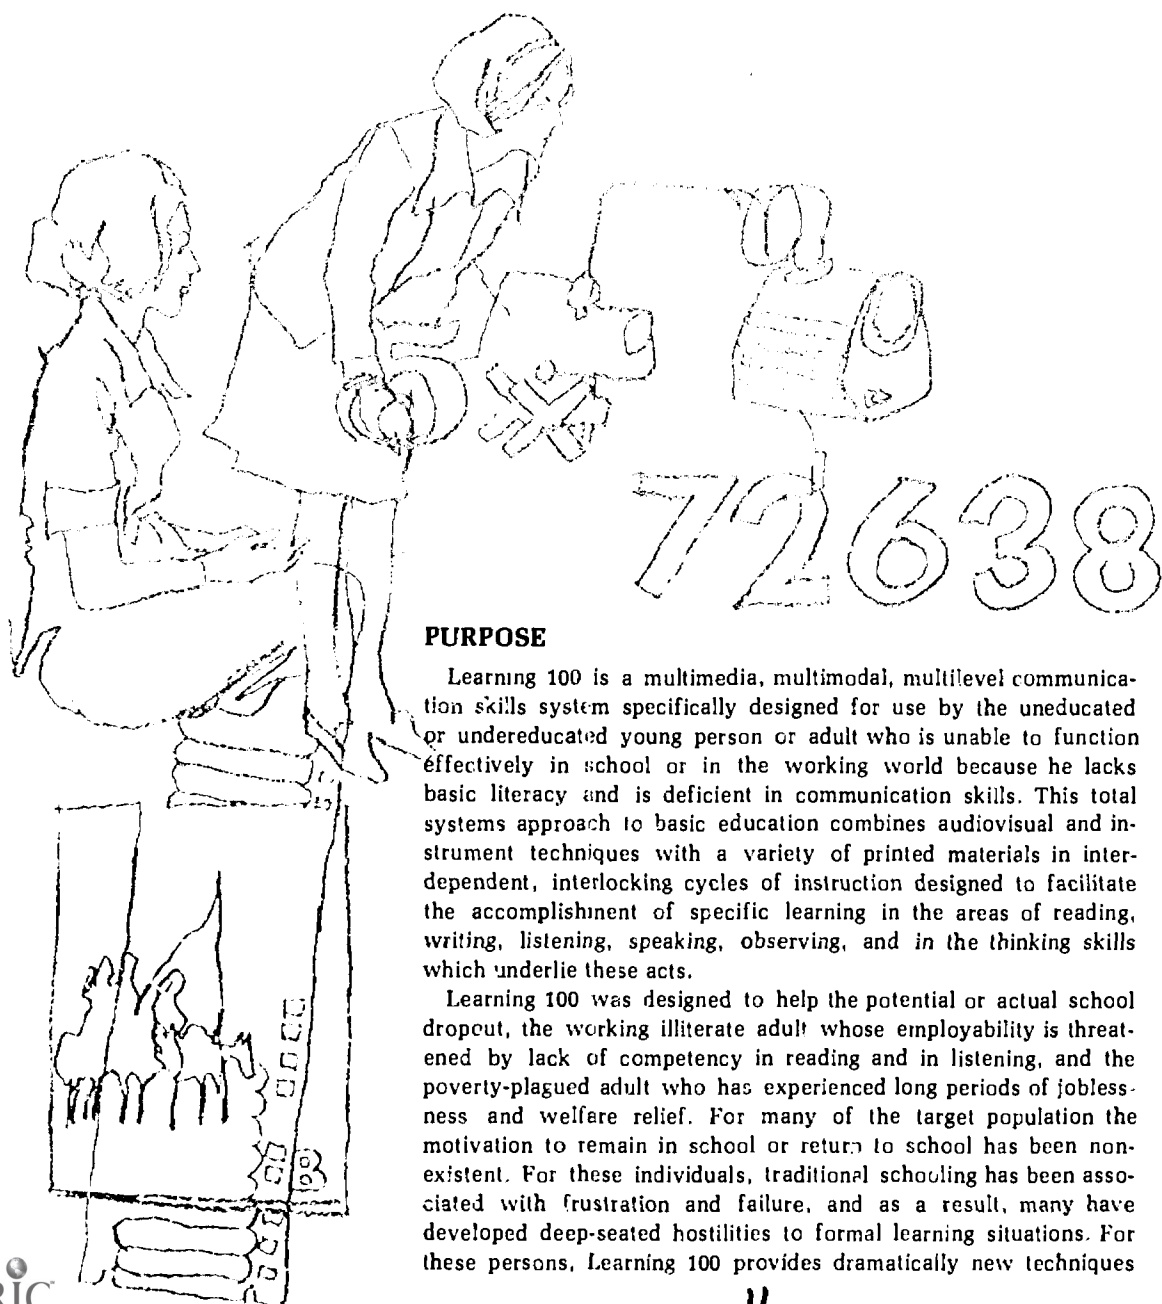 72638
PURPOSE
Learning 100 is a multimedia, multimodal, multilevel communica-
tion skills system specifically designed for use by the uneducated
or undereducated young person or adult who is unable to function
effectively in school or in the working world because he lacks
basic literacy and is deficient in communication skills. This total
systems approach to basic education combines audiovisual and in-
strument techniques with a variety of printed materials in inter-
dependent, interlocking cycles of instruction designed to facilitate
the accomplishment of specific learning in the areas of reading,
writing, listening, speaking, observing, and in the thinking skills
which underlie these acts.
Learning 100 was designed to help the potential or actual school
dropout, the working illiterate adult whose employability is threat-
ened by lack of competency in reading and in listening, and the
poverty-plagued adult who has experienced long periods of jobless-
ness and welfare relief. For many of the target population the
motivation to remain in school or return to school has been non-
existent. For these individuals, traditional schooling has been asso-
ciated with frustration and failure, and as a result, many have
developed deep-seated hostilities to formal learning situations. For
these persons, Learning 100 provides dramatically new techniques
ERIC